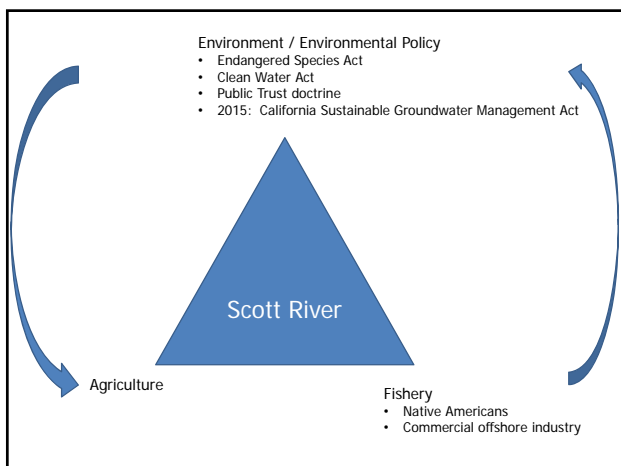 Environment / Environmental Policy
• Endangered Species Act
• Clean Water Act
• Public Trust doctrine
• 2015: California Sustainable Groundwater Management Act
Scott River
Agriculture
Fishery
• Native Americans
• Commercial offshore industry